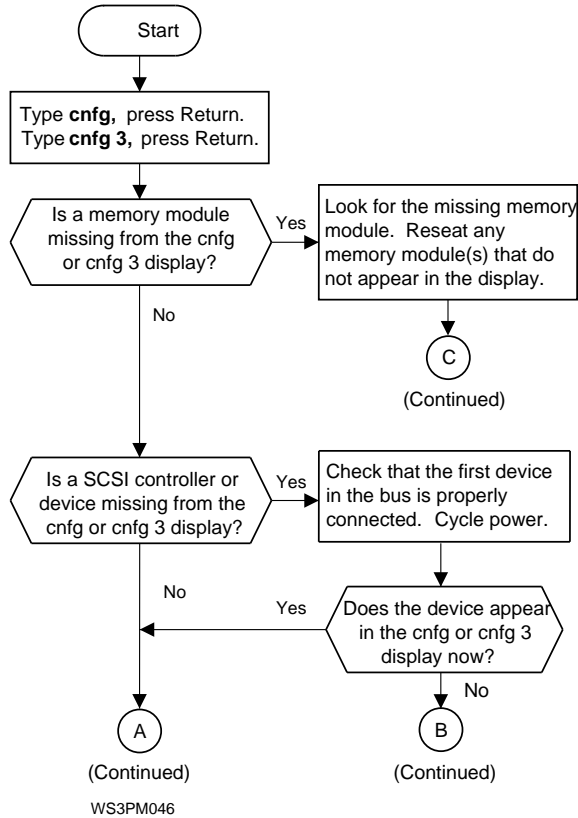 Start
Type cnfg, press Return.
Type cnfg 3, press Return.
Is a memory module
missing from the cnfg
or cnfg 3 display?
Yes
Look for the missing memory
module. Reseat any
memory module(s) that do
not appear in the display.
No
C
(Continued)
Is a SCSI controller or
device missing from the
cnfg or cnfg 3 display?
Yes
Check that the first device
in the bus is properly
connected. Cycle power.
No
Yes
Does the device appear
in the cnfg or cnfg 3
display now?
No
A
(Continued)
B
(Continued)
WS3PM046